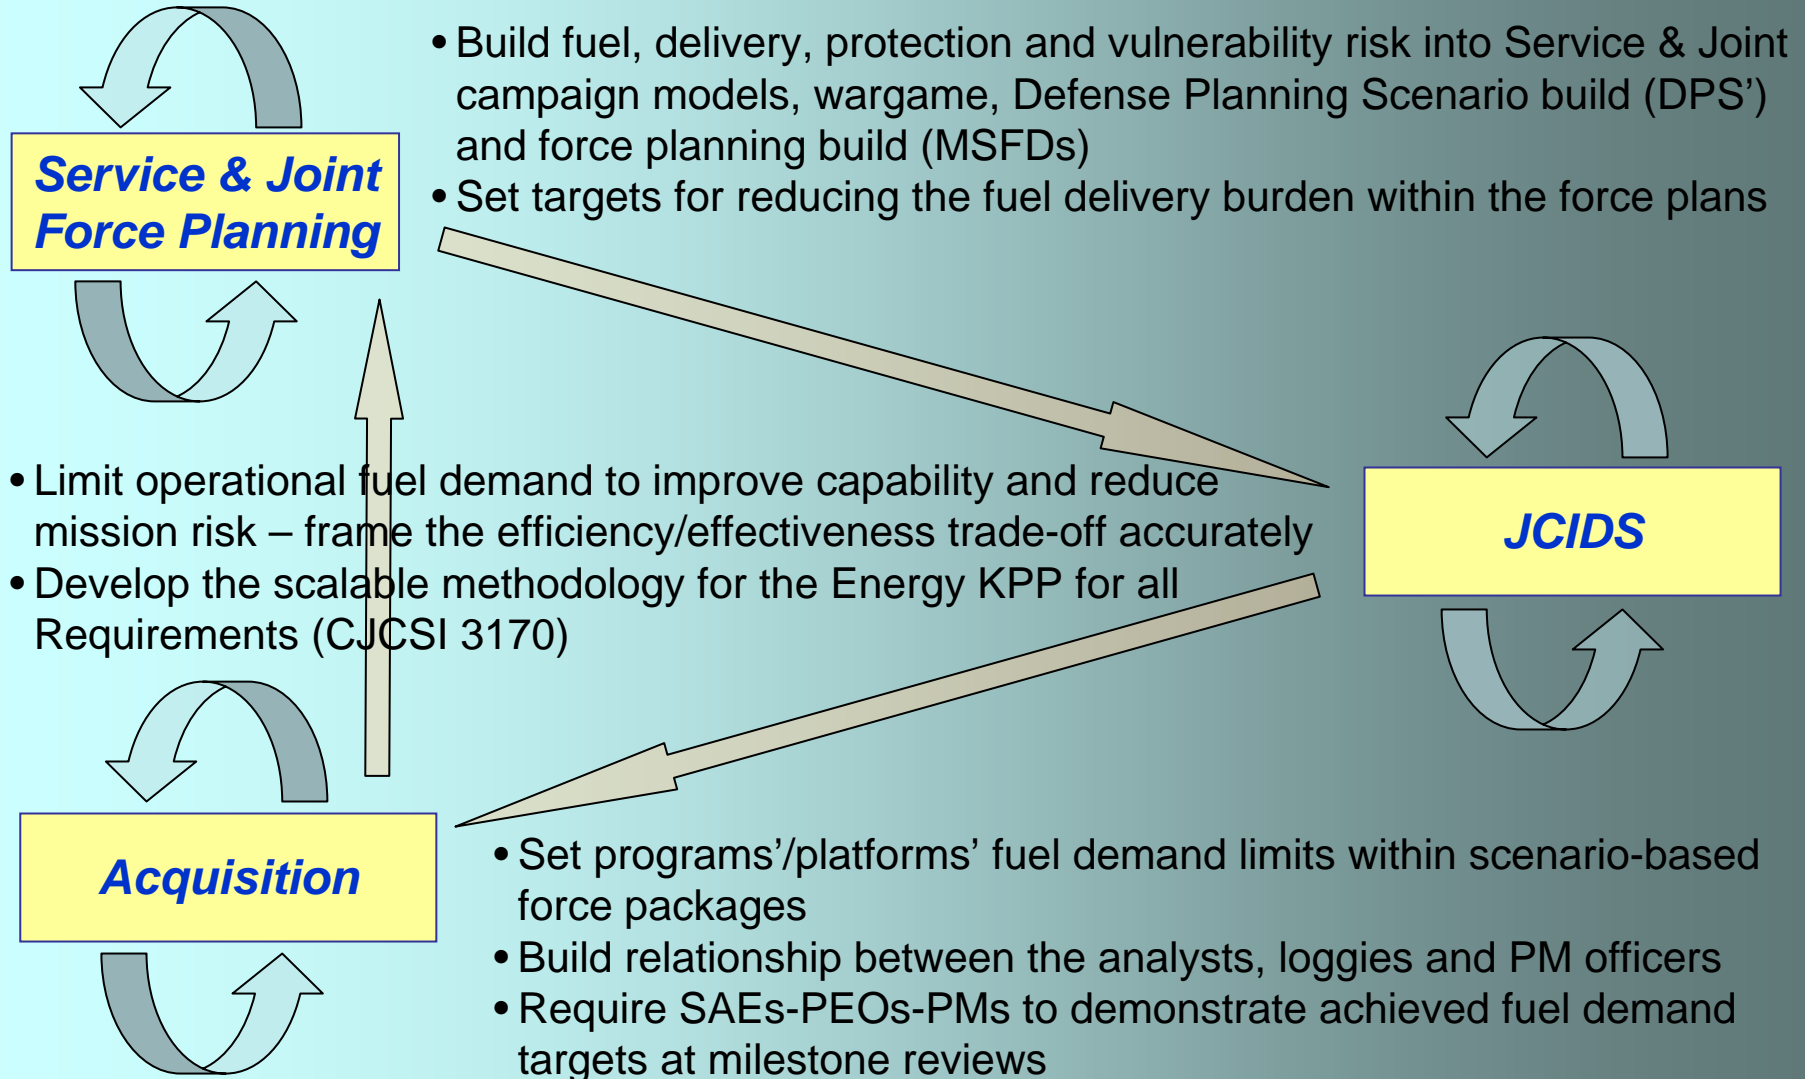 • Build fuel, delivery, protection and vulnerability risk into Service & Joint
campaign models, wargame, Defense Planning Scenario build (DPS’)
and force planning build (MSFDs)
• Set targets for reducing the fuel delivery burden within the force plans
Service & Joint
Force Planning
• Limit operational fuel demand to improve capability and reduce
mission risk – frame the efficiency/effectiveness trade-off accurately
• Develop the scalable methodology for the Energy KPP for all
Requirements (CJCSI 3170)
JCIDS
Acquisition
• Set programs’/platforms’ fuel demand limits within scenario-based
force packages
• Build relationship between the analysts, loggies and PM officers
• Require SAEs-PEOs-PMs to demonstrate achieved fuel demand
targets at milestone reviews